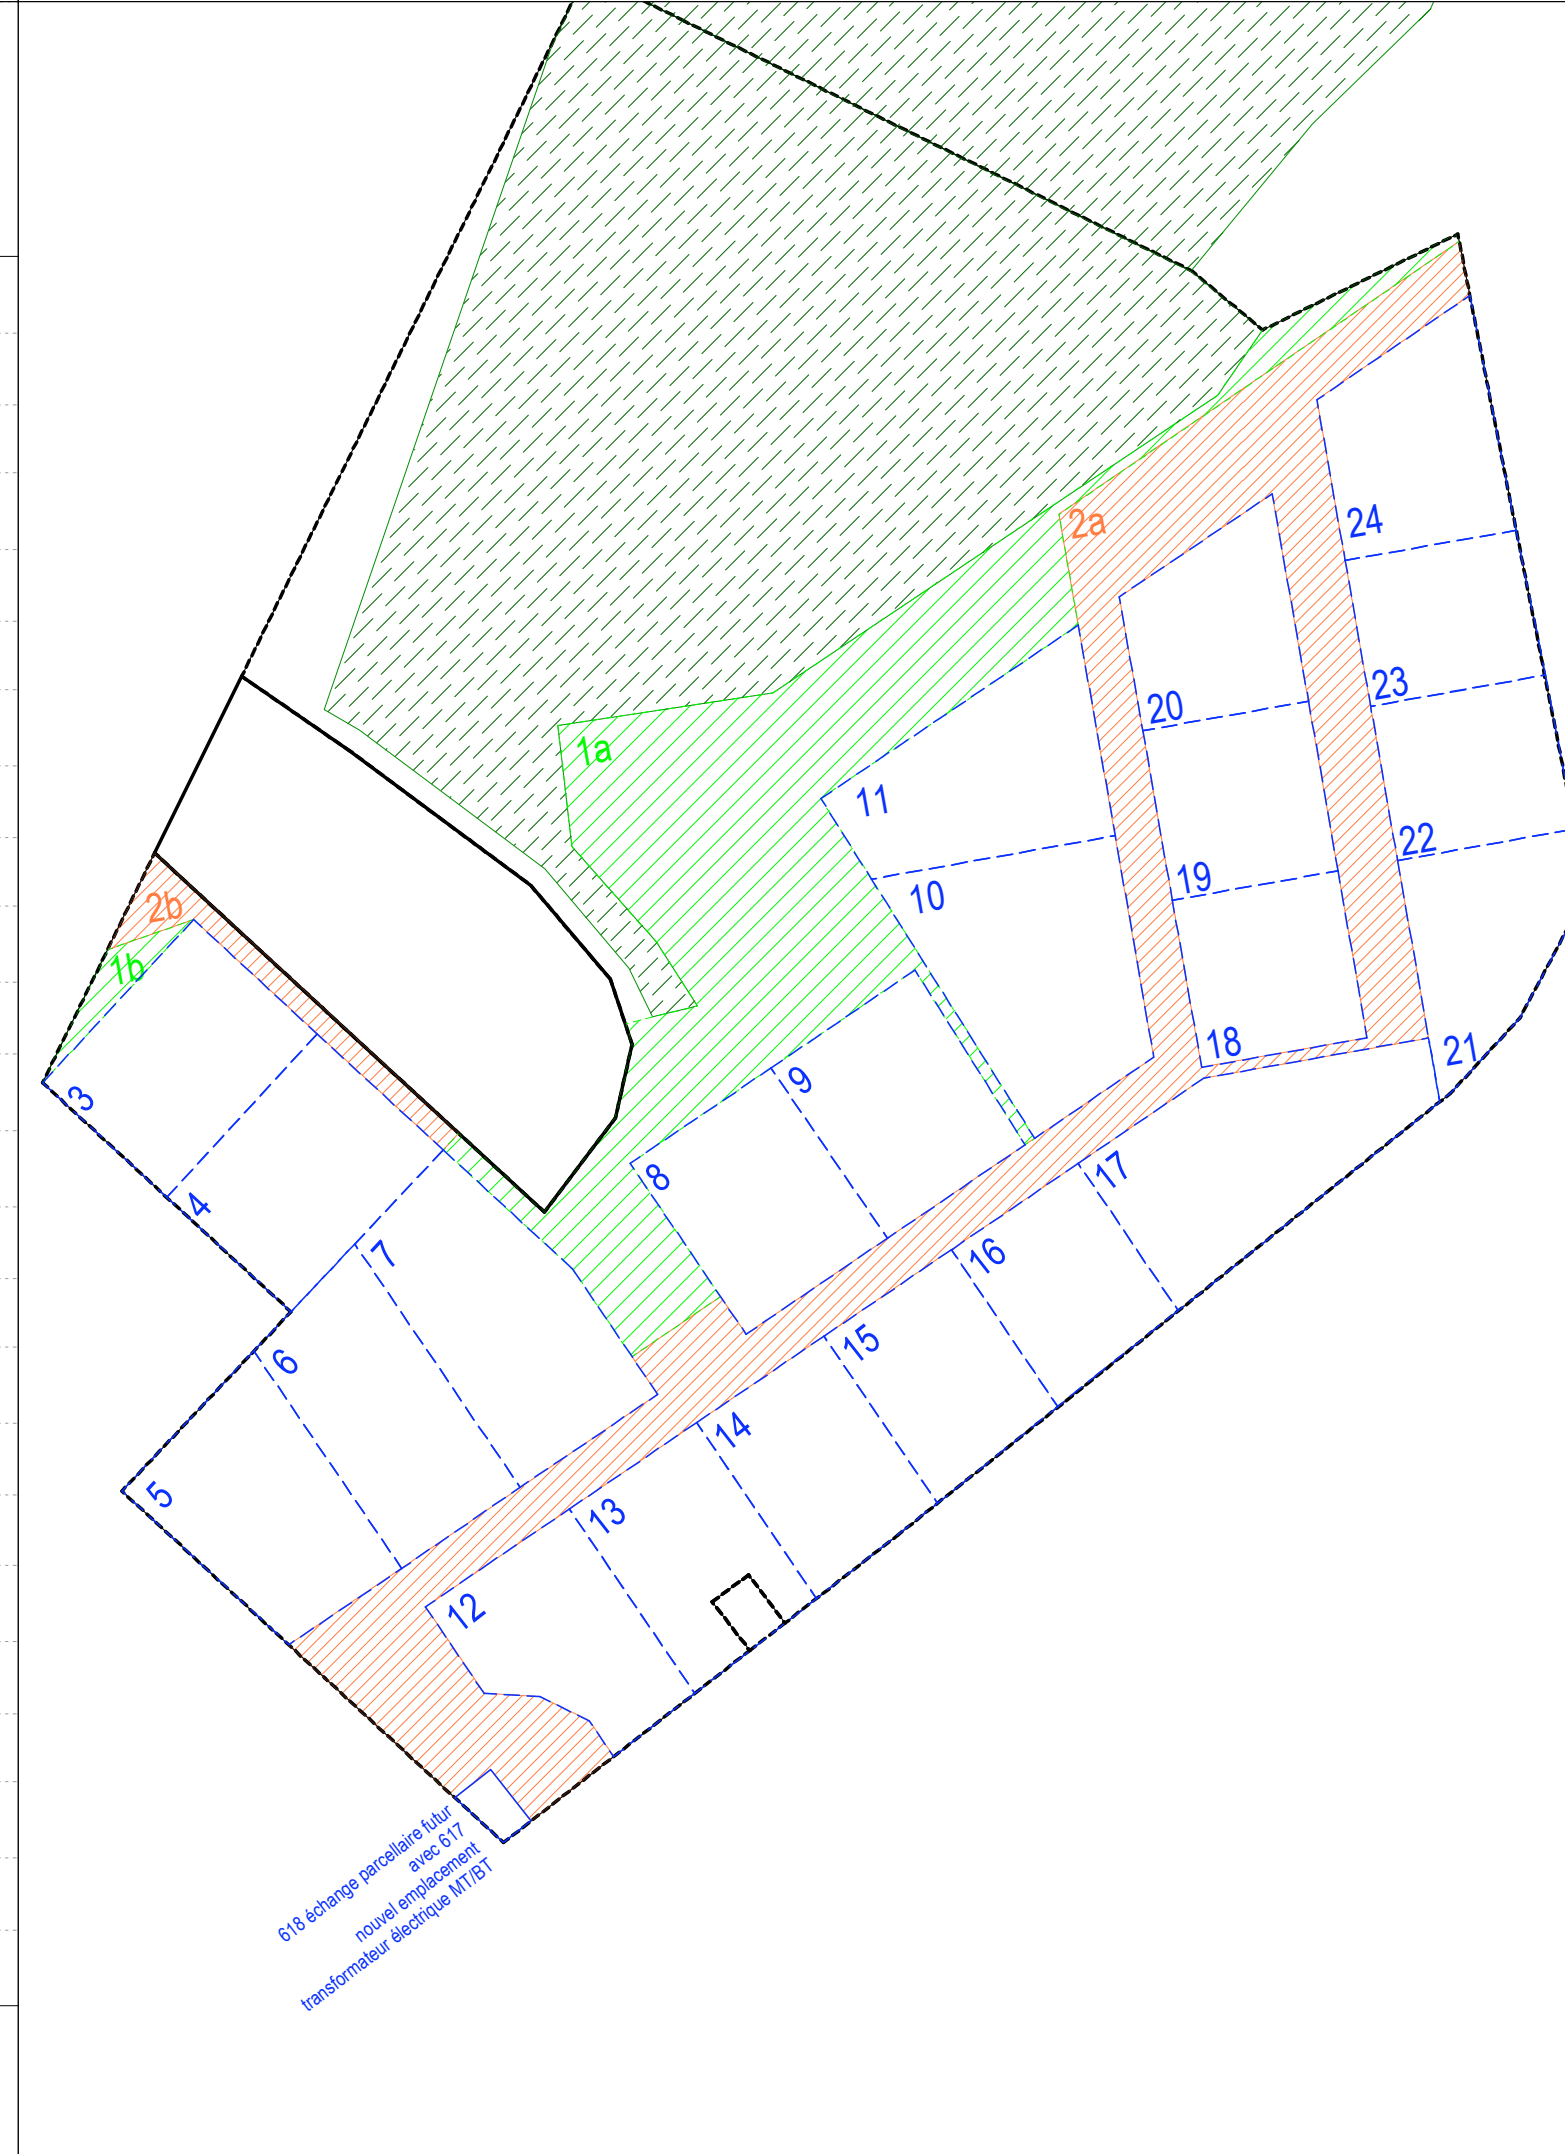 2a
24
23
20
1a
11
22
19
10
2b
1b
18
21
9
3
8
17
4
7
16
15
6
14
5
13
12
618 échange parcellaire futur
avec 617
nouvel emplacement
transformateur électrique MT/BT